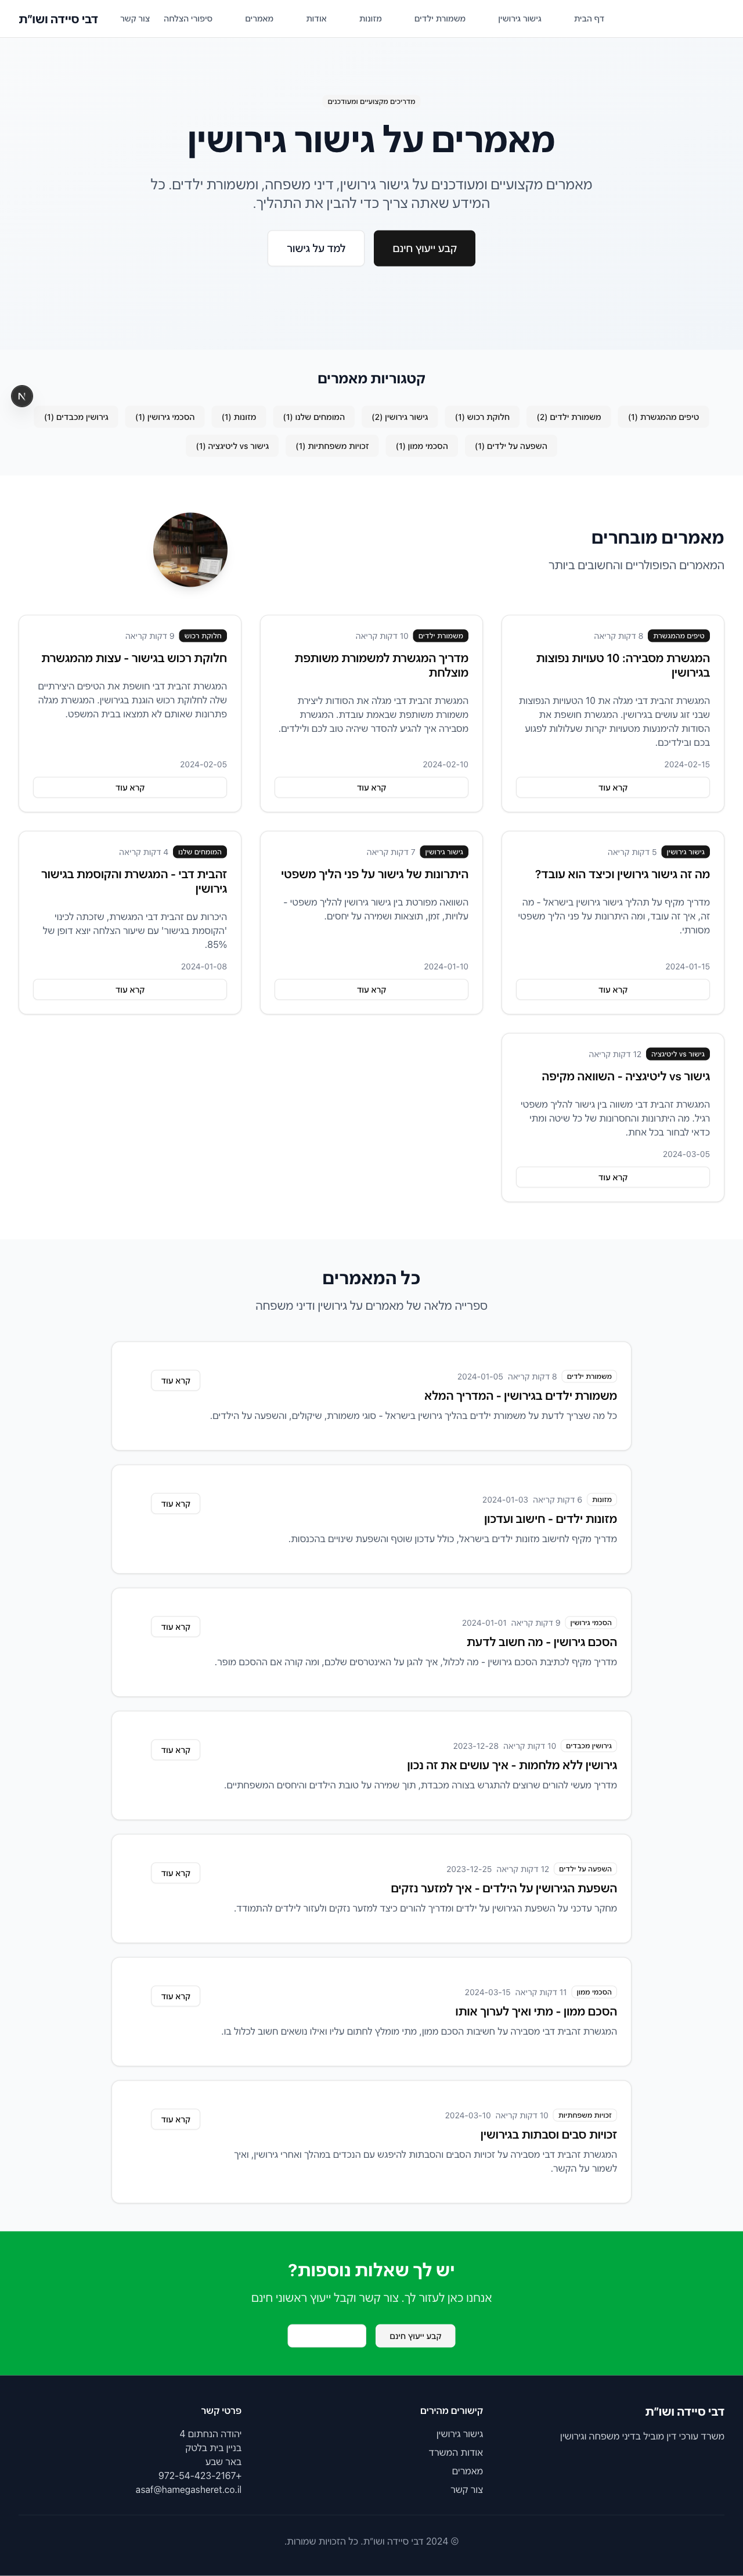 דף הבית
גישור גירושין
משמורת ילדים
מזונות
אודות
מאמרים
סיפורי הצלחה
צור קשר
דבי סיידה ושו"ת
מדריכים מקצועיים ומעודכנים
מאמרים על גישור גירושין
מאמרים מקצועיים ומעודכנים על גישור גירושין, דיני משפחה, ומשמורת ילדים. כל
המידע שאתה צריך כדי להבין את התהליך.
קבע ייעוץ חינם
למד על גישור
קטגוריות מאמרים
N
טיפים מהמגשרת (1)
משמורת ילדים (2)
חלוקת רכוש (1)
גישור גירושין (2)
המומחים שלנו (1)
מזונות (1)
הסכמי גירושין (1)
גירושין מכבדים (1)
השפעה על ילדים (1)
הסכמי ממון (1)
זכויות משפחתיות (1)
גישור vs ליטיגציה (1)
מאמרים מובחרים
המאמרים הפופולריים והחשובים ביותר
טיפים מהמגשרת 8 דקות קריאה
המגשרת מסבירה: 10 טעויות נפוצות
בגירושין
המגשרת זהבית דבי מגלה את 10 הטעויות הנפוצות
שבני זוג עושים בגירושין. המגשרת חושפת את
הסודות להימנעות מטעויות יקרות שעלולות לפגוע
בכם ובילדיכם.
2024-02-15
קרא עוד
משמורת ילדים 10 דקות קריאה
מדריך המגשרת למשמורת משותפת
מוצלחת
המגשרת זהבית דבי מגלה את הסודות ליצירת
משמורת משותפת שבאמת עובדת. המגשרת
מסבירה איך להגיע להסדר שיהיה טוב לכם ולילדים.
2024-02-10
קרא עוד
חלוקת רכוש 9 דקות קריאה
חלוקת רכוש בגישור - עצות מהמגשרת
המגשרת זהבית דבי חושפת את הטיפים היצירתיים
שלה לחלוקת רכוש הוגנת בגירושין. המגשרת מגלה
פתרונות שאותם לא תמצאו בבית המשפט.
2024-02-05
קרא עוד
גישור גירושין 5 דקות קריאה
מה זה גישור גירושין וכיצד הוא עובד?
מדריך מקיף על תהליך גישור גירושין בישראל - מה
זה, איך זה עובד, ומה היתרונות על פני הליך משפטי
מסורתי.
2024-01-15
קרא עוד
גישור גירושין 7 דקות קריאה
היתרונות של גישור על פני הליך משפטי
השוואה מפורטת בין גישור גירושין להליך משפטי -
עלויות, זמן, תוצאות ושמירה על יחסים.
2024-01-10
קרא עוד
המומחים שלנו 4 דקות קריאה
זהבית דבי - המגשרת והקוסמת בגישור
גירושין
היכרות עם זהבית דבי המגשרת, שזכתה לכינוי
'הקוסמת בגישור' עם שיעור הצלחה יוצא דופן של
85%.
2024-01-08
קרא עוד
גישור vs ליטיגציה 12 דקות קריאה
גישור vs ליטיגציה - השוואה מקיפה
המגשרת זהבית דבי משווה בין גישור להליך משפטי
רגיל. מה היתרונות והחסרונות של כל שיטה ומתי
כדאי לבחור בכל אחת.
2024-03-05
קרא עוד
כל המאמרים
ספרייה מלאה של מאמרים על גירושין ודיני משפחה
משמורת ילדים 8 דקות קריאה 2024-01-05
משמורת ילדים בגירושין - המדריך המלא
כל מה שצריך לדעת על משמורת ילדים בהליך גירושין בישראל - סוגי משמורת, שיקולים, והשפעה על הילדים.
קרא עוד
מזונות 6 דקות קריאה 2024-01-03
מזונות ילדים - חישוב ועדכון
מדריך מקיף לחישוב מזונות ילדים בישראל, כולל עדכון שוטף והשפעת שינויים בהכנסות.
קרא עוד
הסכמי גירושין 9 דקות קריאה 2024-01-01
הסכם גירושין - מה חשוב לדעת
מדריך מקיף לכתיבת הסכם גירושין - מה לכלול, איך להגן על האינטרסים שלכם, ומה קורה אם ההסכם מופר.
קרא עוד
גירושין מכבדים 10 דקות קריאה 2023-12-28
גירושין ללא מלחמות - איך עושים את זה נכון
מדריך מעשי להורים שרוצים להתגרש בצורה מכבדת, תוך שמירה על טובת הילדים והיחסים המשפחתיים.
קרא עוד
השפעה על ילדים 12 דקות קריאה 2023-12-25
השפעת הגירושין על הילדים - איך למזער נזקים
מחקר עדכני על השפעת הגירושין על ילדים ומדריך להורים כיצד למזער נזקים ולעזור לילדים להתמודד.
קרא עוד
הסכמי ממון 11 דקות קריאה 2024-03-15
הסכם ממון - מתי ואיך לערוך אותו
המגשרת זהבית דבי מסבירה על חשיבות הסכם ממון, מתי מומלץ לחתום עליו ואילו נושאים חשוב לכלול בו.
קרא עוד
זכויות משפחתיות 10 דקות קריאה 2024-03-10
זכויות סבים וסבתות בגירושין
המגשרת זהבית דבי מסבירה על זכויות הסבים והסבתות להיפגש עם הנכדים במהלך ואחרי גירושין, ואיך
לשמור על הקשר.
קרא עוד
יש לך שאלות נוספות?
אנחנו כאן לעזור לך. צור קשר וקבל ייעוץ ראשוני חינם
קבע ייעוץ חינם
דבי סיידה ושו"ת
משרד עורכי דין מוביל בדיני משפחה וגירושין
קישורים מהירים
גישור גירושין
אודות המשרד
מאמרים
צור קשר
פרטי קשר
יהודה הנחתום 4
בניין בית בלטק
באר שבע
972-54-423-2167+
asaf@hamegasheret.co.il
© 2024 דבי סיידה ושו"ת. כל הזכויות שמורות.